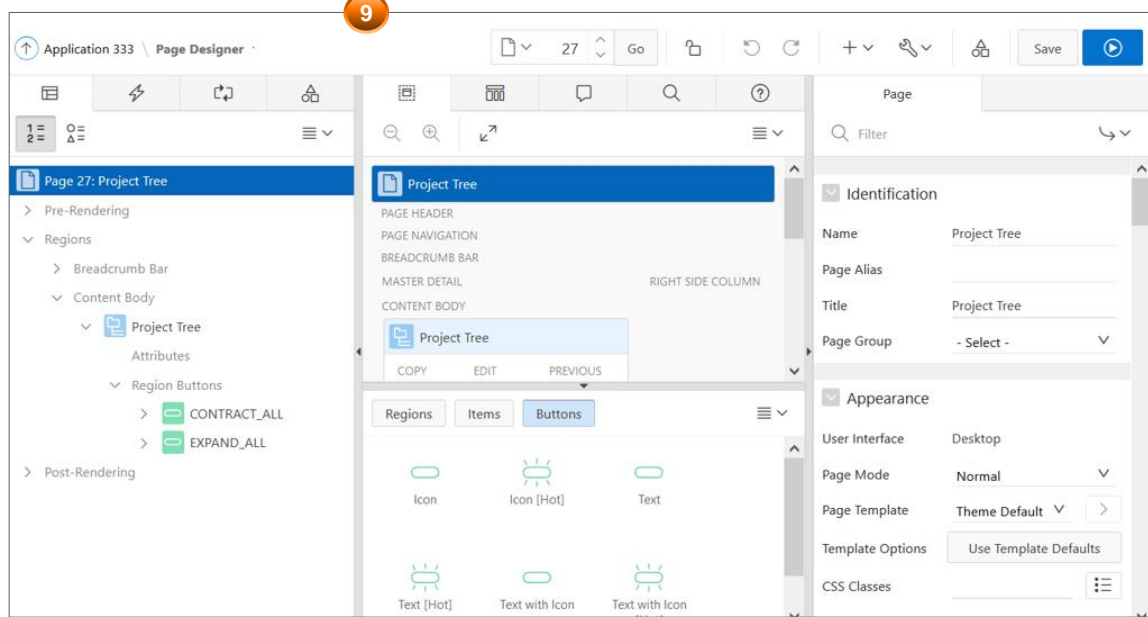 9
Application 333 \ Page Designer
27 Go Save
Page
Filter
Page 27: Project Tree
Pre-Rendering
Regions
Breadcrumb Bar
Content Body
Project Tree
Attributes
Region Buttons
CONTRACT_ALL
EXPAND_ALL
Post-Rendering
Project Tree
PAGE HEADER
PAGE NAVIGATION
BREADCRUMB BAR
MASTER DETAIL RIGHT SIDE COLUMN
CONTENT BODY
Project Tree
COPY EDIT PREVIOUS
Regions Items Buttons
Icon Icon [Hot] Text
Text [Hot] Text with Icon Text with Icon
Identification
Name Project Tree
Page Alias
Title Project Tree
Page Group - Select -
Appearance
User Interface Desktop
Page Mode Normal
Page Template Theme Default
Template Options Use Template Defaults
CSS Classes